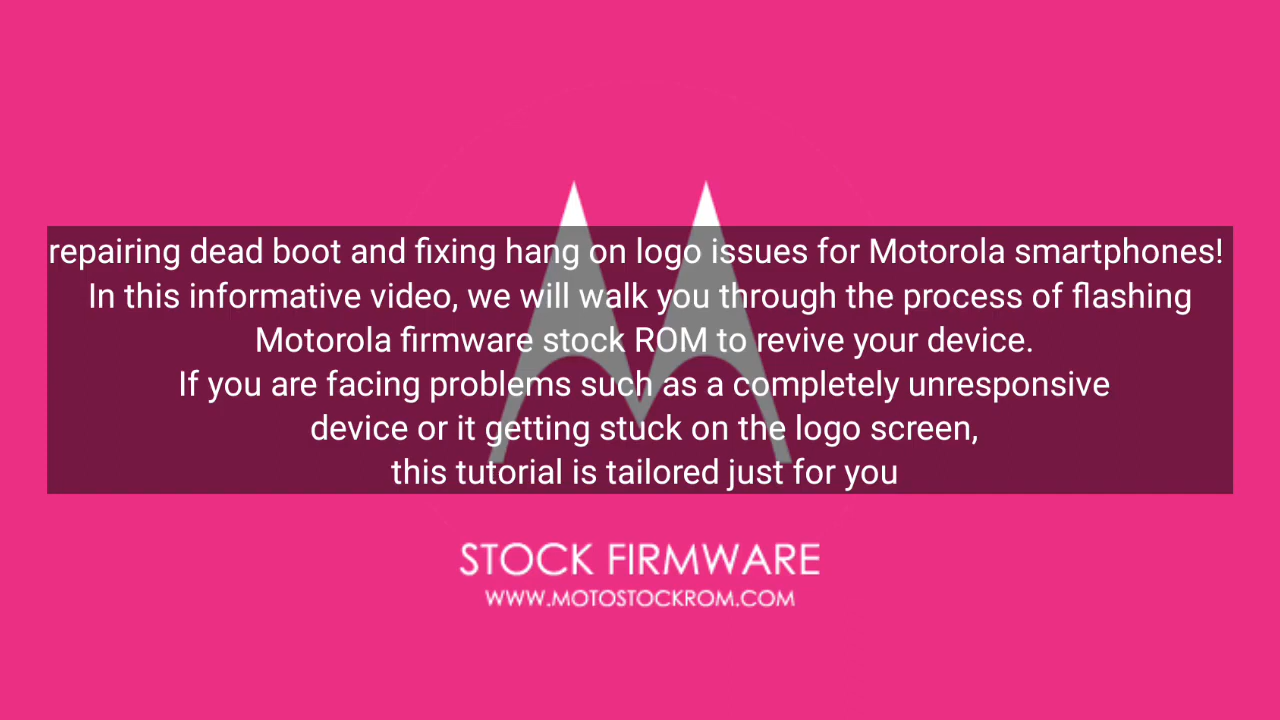 repairing dead boot and fixing hang on logo issues for Motorola smartphones!
In this informative video, we will walk you through the process of flashing
Motorola firmware stock ROM to revive your device.
If you are facing problems such as a completely unresponsive
device or it getting stuck on the logo screen,
this tutorial is tailored just for you
STOCK FIRMWARE
WWW.MOTOSTOCKROM.COM